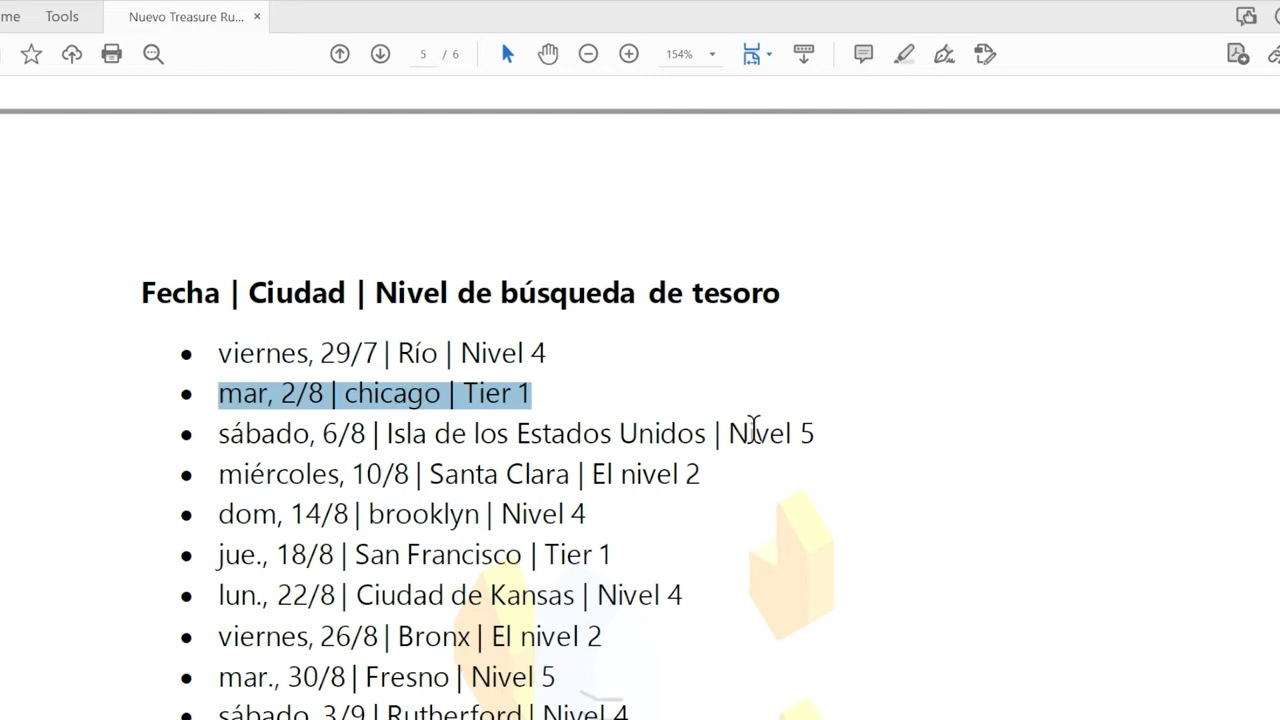 me Tools Nuevo Treasure Ru... ×
5 / 6 154%
Fecha | Ciudad | Nivel de búsqueda de tesoro
• viernes, 29/7 | Río | Nivel 4
• mar, 2/8 | chicago | Tier 1
• sábado, 6/8 | Isla de los Estados Unidos | Nivel 5
• miércoles, 10/8 | Santa Clara | El nivel 2
• dom, 14/8 | brooklyn | Nivel 4
• jue., 18/8 | San Francisco | Tier 1
• lun., 22/8 | Ciudad de Kansas | Nivel 4
• viernes, 26/8 | Bronx | El nivel 2
• mar., 30/8 | Fresno | Nivel 5
• sábado, 3/9 | Rutherford | Nivel 4